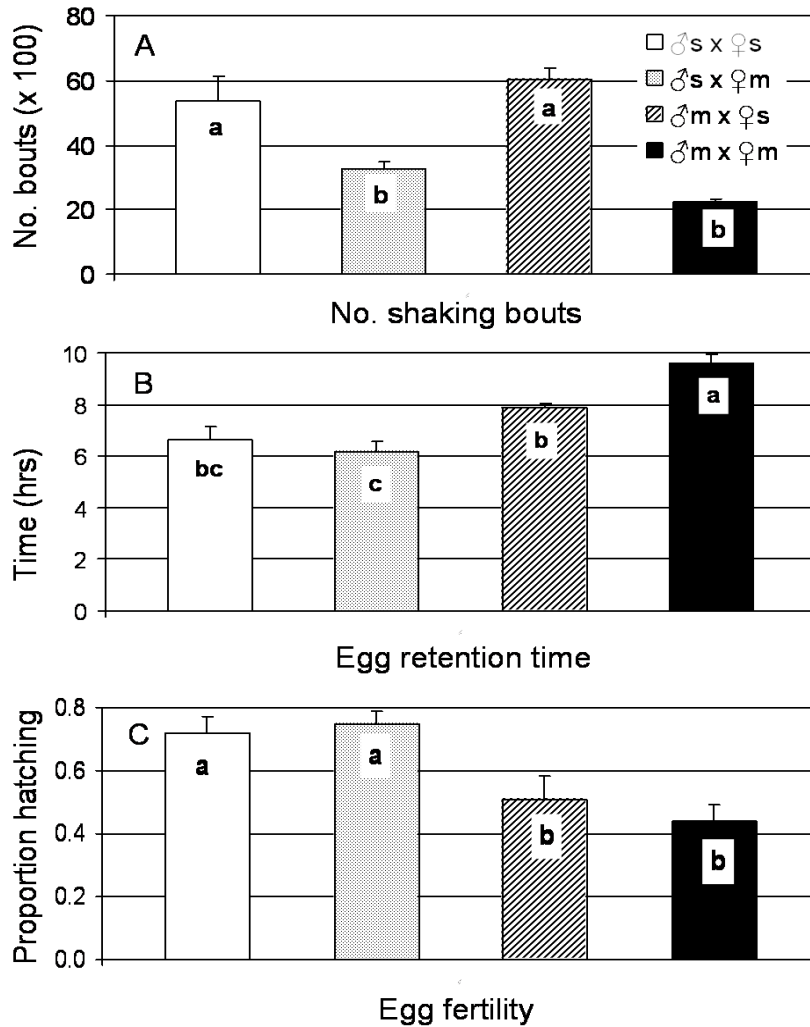 A
No. bouts (x 100)
80
60
40
20
0
♂s x ♀s
♂s x ♀m
♂m x ♀s
♂m x ♀m
a
b
a
b
No. shaking bouts
B
Time (hrs)
10
8
6
4
2
0
bc
c
b
a
Egg retention time
C
Proportion hatching
0.8
0.6
0.4
0.2
0.0
a
a
b
b
Egg fertility